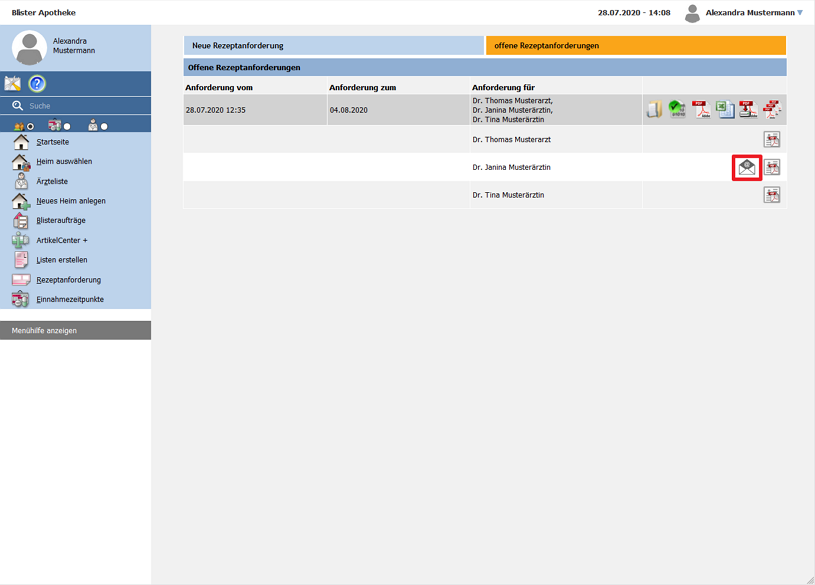 Blister Apotheke
28.07.2020 - 14:08
Alexandra Mustermann
Alexandra
Mustermann
Suche
Startseite
Heim auswählen
Ärzteliste
Neues Heim anlegen
Blisteraufträge
ArtikelCenter +
Listen erstellen
Rezeptanforderung
Einnahmezeitpunkte
Menühilfe anzeigen
Neue Rezeptanforderung
offene Rezeptanforderungen
Offene Rezeptanforderungen
Anforderung vom
Anforderung zum
Anforderung für
28.07.2020 12:35
04.08.2020
Dr. Thomas Musterarzt,
Dr. Janina Musterärztin,
Dr. Tina Musterärztin
Dr. Thomas Musterarzt
Dr. Janina Musterärztin
Dr. Tina Musterärztin